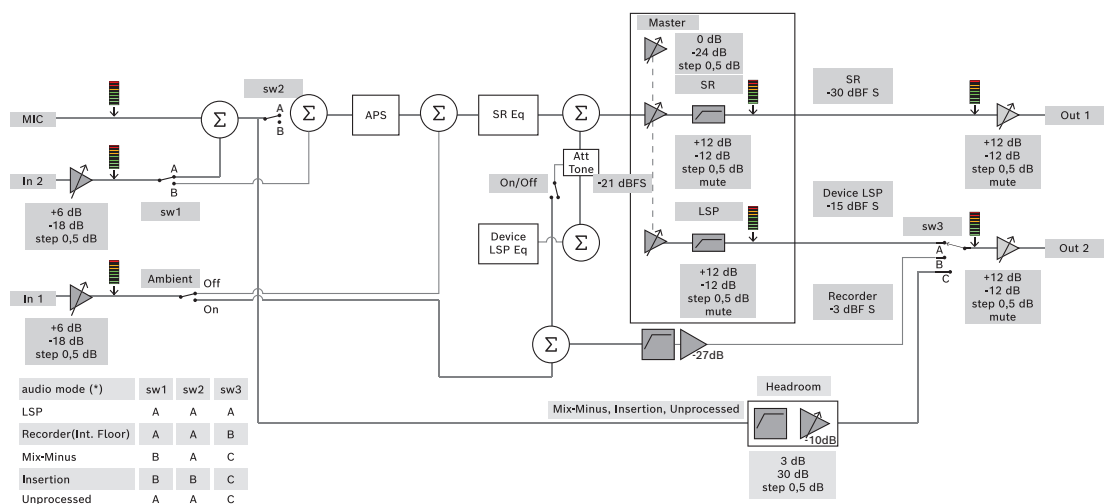 Master
0 dB
-24 dB
step 0,5 dB
sw2
A
B
SR
SR
-30 dBF S
MIC
Σ
Σ
APS
Σ
SR Eq
Σ
Out 1
+12 dB
-12 dB
step 0,5 dB
mute
+12 dB
-12 dB
step 0,5 dB
mute
In 2
A
B
sw1
+6 dB
-18 dB
step 0,5 dB
On/Off
Att
Tone
-21 dBFS
Device LSP
-15 dBF S
LSP
sw3
Device
LSP Eq
Σ
A
B
C
Out 2
In 1
Ambient
Off
On
+12 dB
-12 dB
step 0,5 dB
mute
Recorder
-3 dBF S
+12 dB
-12 dB
step 0,5 dB
mute
+6 dB
-18 dB
step 0,5 dB
Σ
-27dB
audio mode (*) sw1 sw2 sw3
LSP A A A
Recorder(Int. Floor) A A B
Mix-Minus B A C
Insertion B B C
Unprocessed A A C
Mix-Minus, Insertion, Unprocessed
Headroom
-10dB
3 dB
30 dB
step 0,5 dB